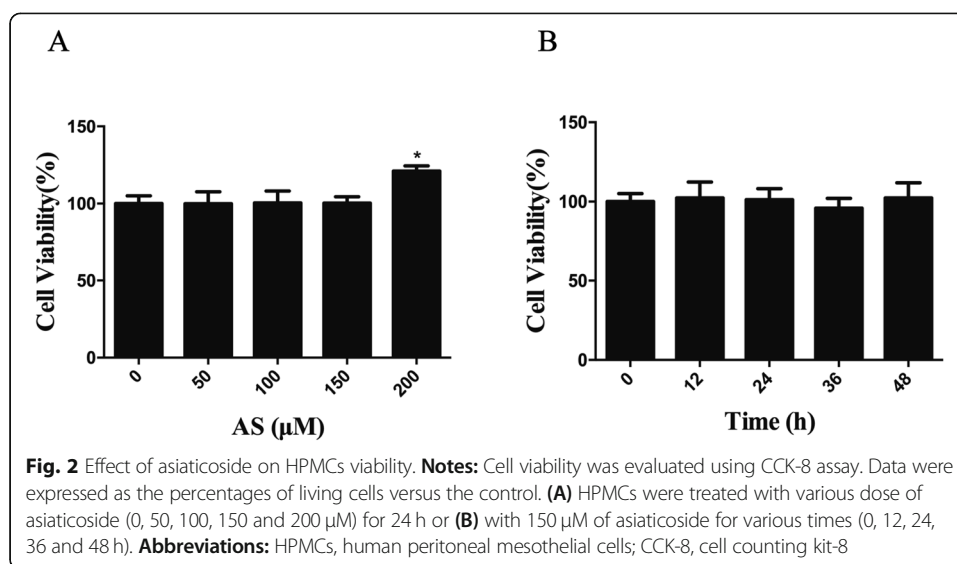 A
B
150
100
50
0
Cell Viability(%)
*
0 50 100 150 200
AS (μM)
150
100
50
0
Cell Viability(%)
0 12 24 36 48
Time (h)
Fig. 2 Effect of asiaticoside on HPMCs viability. Notes: Cell viability was evaluated using CCK-8 assay. Data were
expressed as the percentages of living cells versus the control. (A) HPMCs were treated with various dose of
asiaticoside (0, 50, 100, 150 and 200 μM) for 24 h or (B) with 150 μM of asiaticoside for various times (0, 12, 24,
36 and 48 h). Abbreviations: HPMCs, human peritoneal mesothelial cells; CCK-8, cell counting kit-8